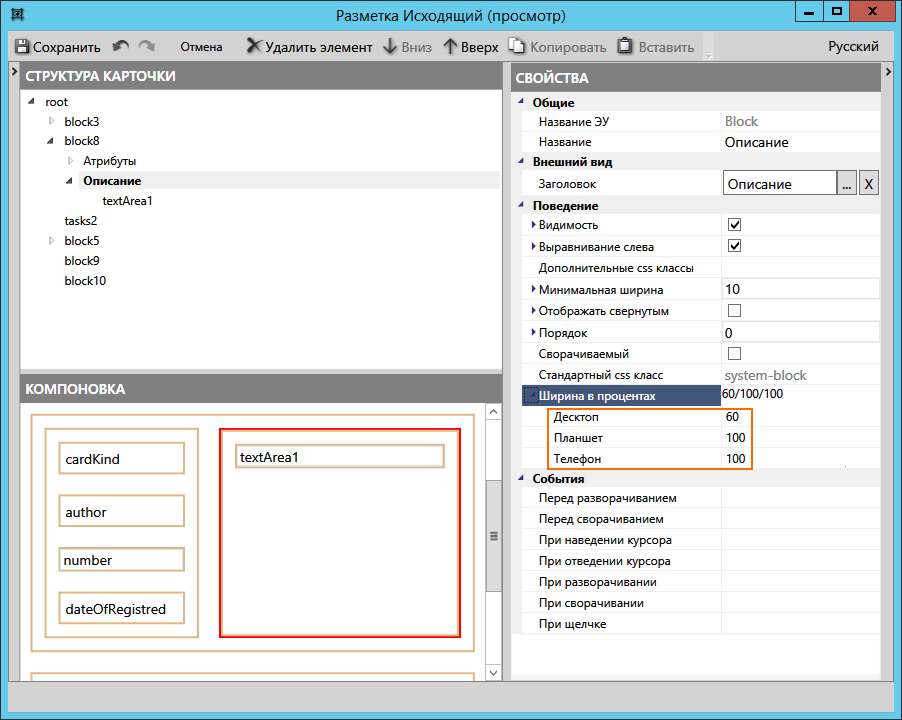 Разметка Исходящий (просмотр)
Сохранить Отмена Удалить элемент Вниз Вверх Копировать Вставить Русский
СТРУКТУРА КАРТОЧКИ
root
block3
block8
Атрибуты
Описание
textArea1
tasks2
block5
block9
block10
КОМПОНОВКА
cardKind
author
number
dateOfRegistred
textArea1
СВОЙСТВА
Общие
Название ЭУ Block
Название Описание
Внешний вид
Заголовок Описание ... X
Поведение
Видимость
Выравнивание слева
Дополнительные css классы
Минимальная ширина 10
Отображать свернутым
Порядок 0
Сворачиваемый
Стандартный css класс system-block
Ширина в процентах 60/100/100
Десктоп 60
Планшет 100
Телефон 100
События
Перед разворачиванием
Перед сворачиванием
При наведении курсора
При отведении курсора
При разворачивании
При сворачивании
При щелчке